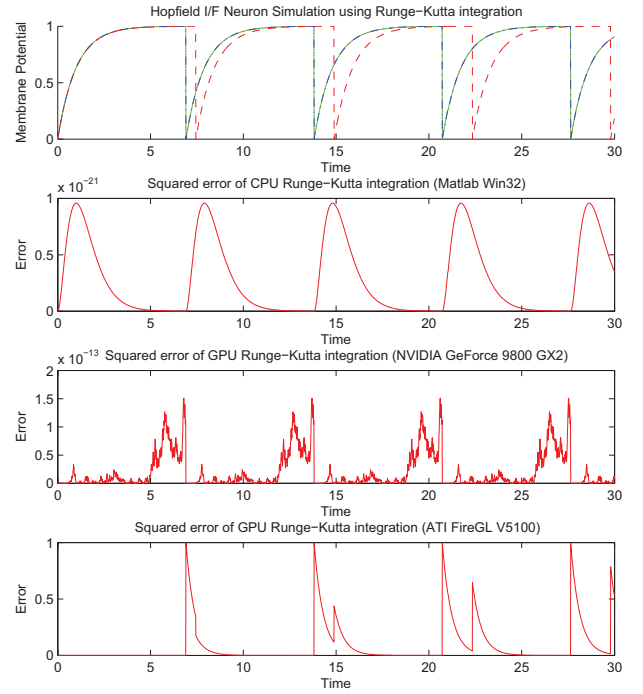 Hopfield I/F Neuron Simulation using Runge−Kutta integration
Membrane Potential
1
0.5
0
0 5 10 15 20 25 30
Time
x 10−21
Squared error of CPU Runge−Kutta integration (Matlab Win32)
Error
1
0.5
0
0 5 10 15 20 25 30
Time
x 10−13
Squared error of GPU Runge−Kutta integration (NVIDIA GeForce 9800 GX2)
Error
2
1.5
1
0.5
0
0 5 10 15 20 25 30
Time
Squared error of GPU Runge−Kutta integration (ATI FireGL V5100)
Error
1
0.5
0
0 5 10 15 20 25 30
Time